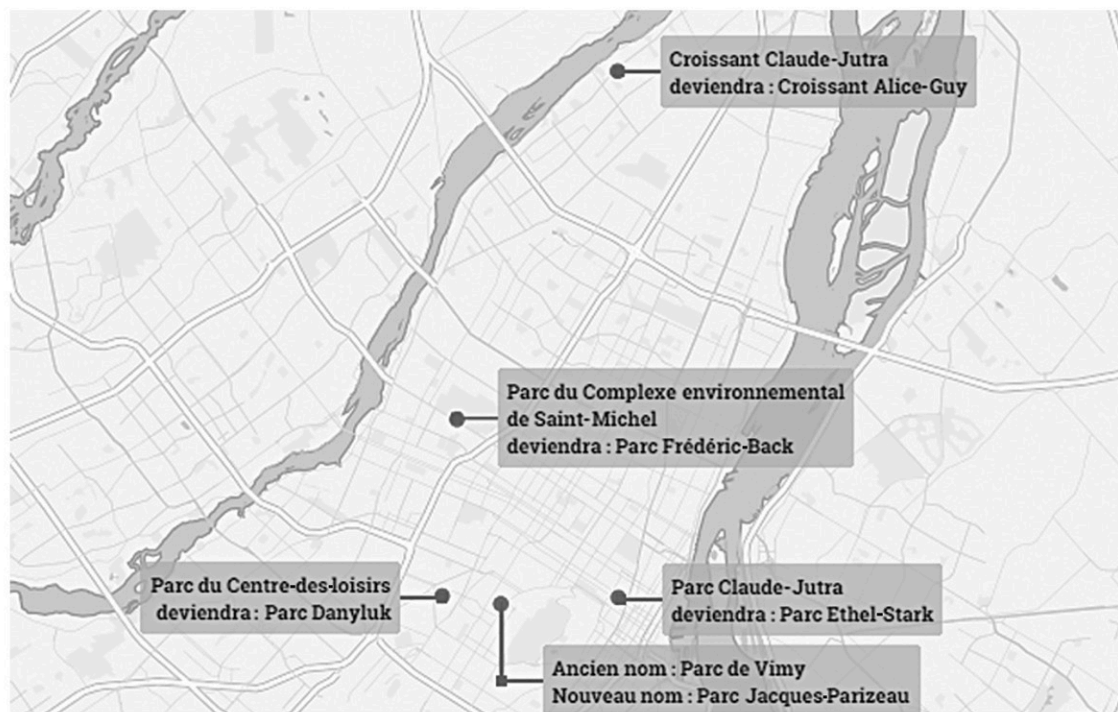 Croissant Claude-Jutra
deviendra : Croissant Alice-Guy
Parc du Complexe environnemental
de Saint-Michel
deviendra : Parc Frédéric-Back
Parc du Centre-des-loisirs
deviendra : Parc Danyluk
Parc Claude-Jutra
deviendra : Parc Ethel-Stark
Ancien nom : Parc de Vimy
Nouveau nom : Parc Jacques-Parizeau